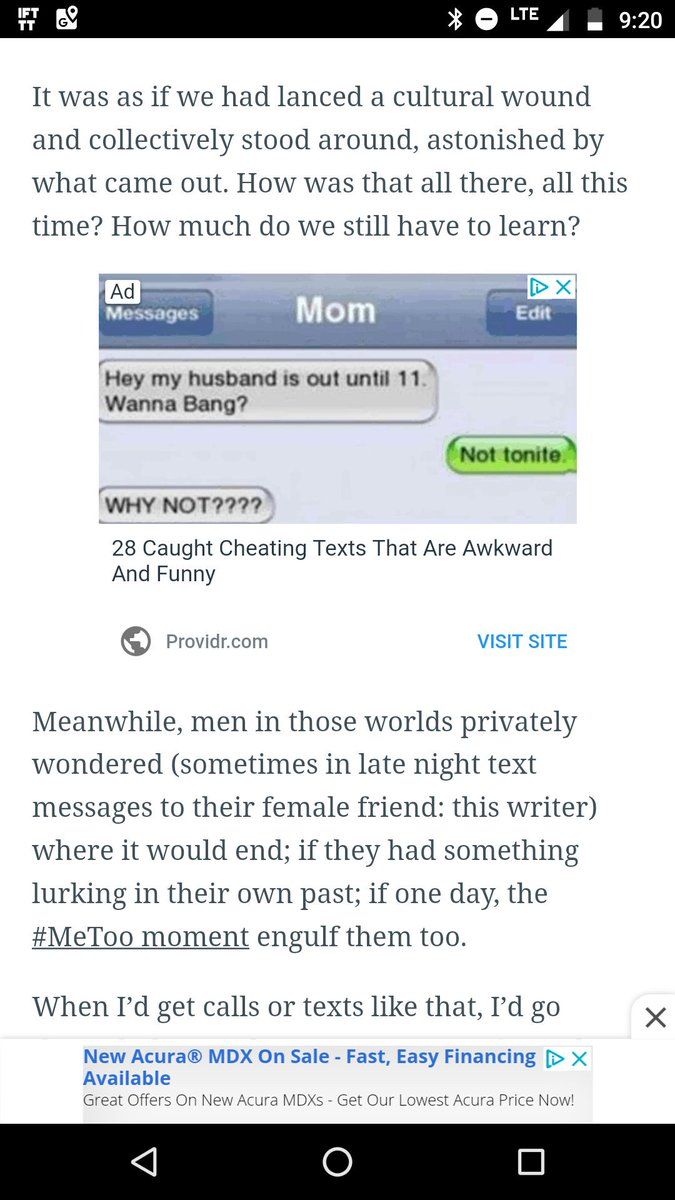 IFT
TT
G
LTE
9:20
It was as if we had lanced a cultural wound
and collectively stood around, astonished by
what came out. How was that all there, all this
time? How much do we still have to learn?
Ad
Messages
Mom
Edit
Hey my husband is out until 11.
Wanna Bang?
Not tonite.
WHY NOT????
28 Caught Cheating Texts That Are Awkward
And Funny
Providr.com
VISIT SITE
Meanwhile, men in those worlds privately
wondered (sometimes in late night text
messages to their female friend: this writer)
where it would end; if they had something
lurking in their own past; if one day, the
#MeToo moment engulf them too.
When I’d get calls or texts like that, I’d go
New Acura® MDX On Sale - Fast, Easy Financing
Available
Great Offers On New Acura MDXs - Get Our Lowest Acura Price Now!